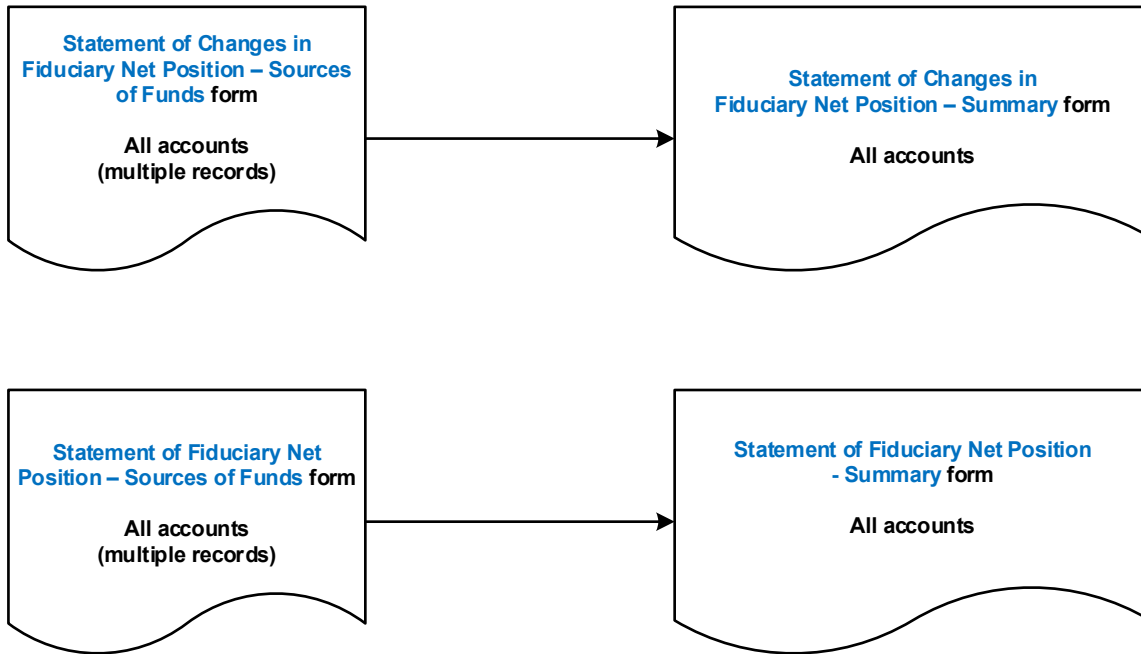 Statement of Changes in
Fiduciary Net Position – Sources
of Funds form
All accounts
(multiple records)
Statement of Changes in
Fiduciary Net Position – Summary form
All accounts
Statement of Fiduciary Net
Position – Sources of Funds form
All accounts
(multiple records)
Statement of Fiduciary Net Position
- Summary form
All accounts